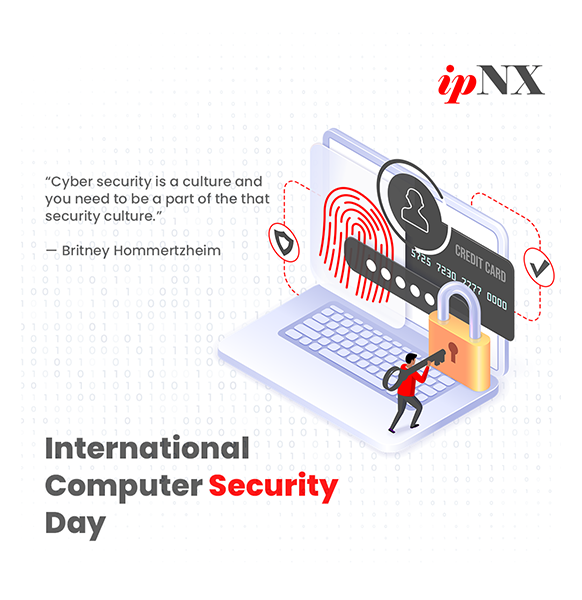 ipNX
“Cyber security is a culture and
you need to be a part of the that
security culture.”
— Britney Hommertzheim
CREDIT CARD
5725 7230 7777 0000
International
Computer Security
Day